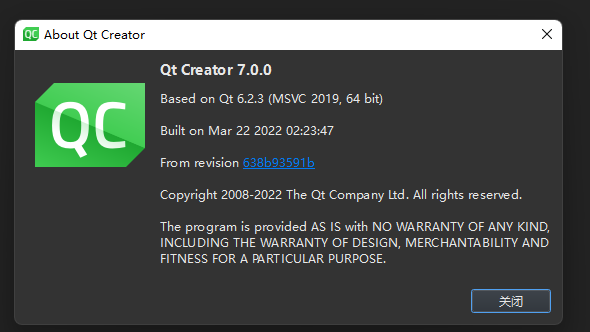 QC About Qt Creator
Qt Creator 7.0.0
QC
Based on Qt 6.2.3 (MSVC 2019, 64 bit)
Built on Mar 22 2022 02:23:47
From revision 638b93591b
Copyright 2008-2022 The Qt Company Ltd. All rights reserved.
The program is provided AS IS with NO WARRANTY OF ANY KIND,
INCLUDING THE WARRANTY OF DESIGN, MERCHANTABILITY AND
FITNESS FOR A PARTICULAR PURPOSE.
关闭